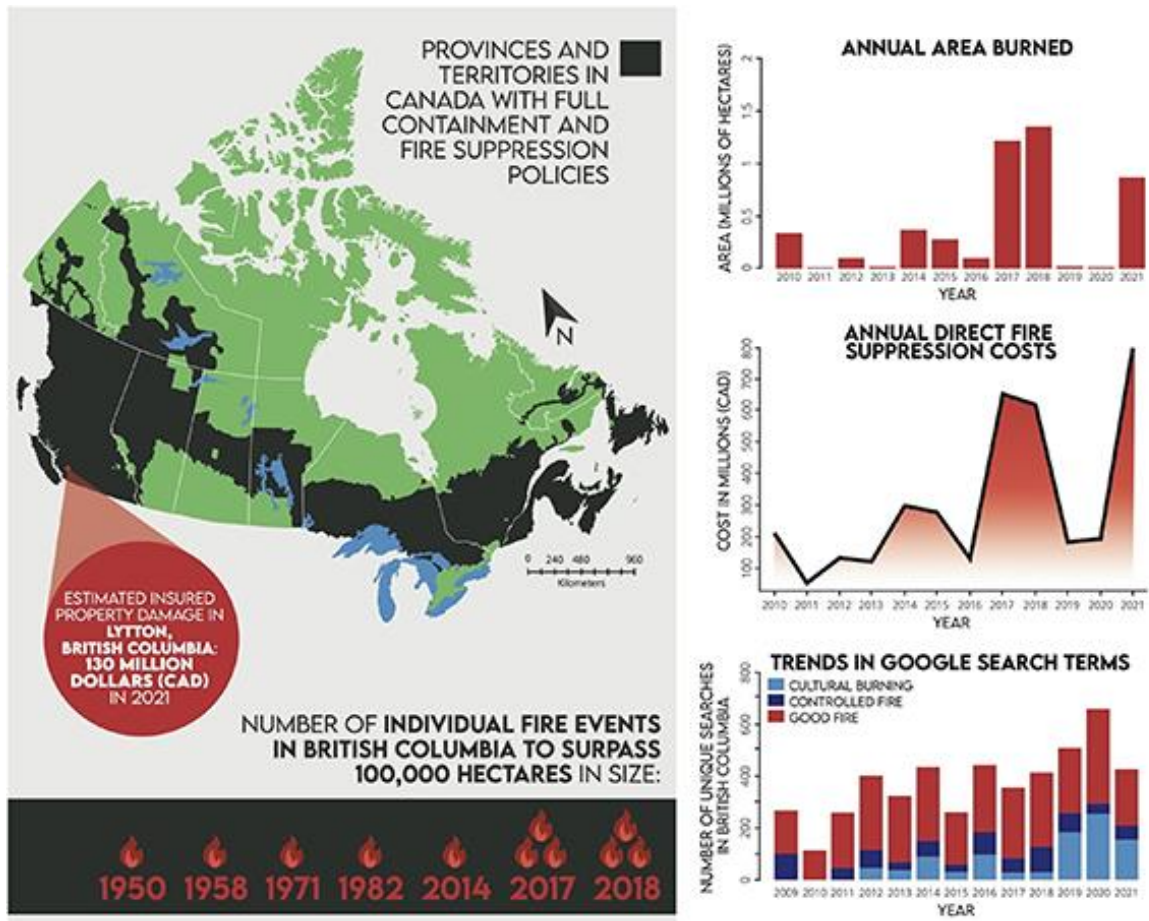 PROVINCES AND
TERRITORIES IN
CANADA WITH FULL
CONTAINMENT AND
FIRE SUPPRESSION
POLICIES
N
0 240 480 960
Kilometers
ESTIMATED INSURED
PROPERTY DAMAGE IN
LYTTON,
BRITISH COLUMBIA:
130 MILLION
DOLLARS (CAD)
IN 2021
NUMBER OF INDIVIDUAL FIRE EVENTS
IN BRITISH COLUMBIA TO SURPASS
100,000 HECTARES IN SIZE:
1950 1958 1971 1982 2014 2017 2018
ANNUAL AREA BURNED
AREA (MILLIONS OF HECTARES)
2
1.5
1
0.5
0
2010 2011 2012 2013 2014 2015 2016 2017 2018 2019 2020 2021
YEAR
ANNUAL DIRECT FIRE
SUPPRESSION COSTS
COST IN MILLIONS (CAD)
800
700
600
500
400
300
200
100
2010 2011 2012 2013 2014 2015 2016 2017 2018 2019 2020 2021
YEAR
TRENDS IN GOOGLE SEARCH TERMS
CULTURAL BURNING
CONTROLLED FIRE
GOOD FIRE
NUMBER OF UNIQUE SEARCHES
IN BRITISH COLUMBIA
800
600
400
200
0
2009 2010 2011 2012 2013 2014 2015 2016 2017 2018 2019 2020 2021
YEAR